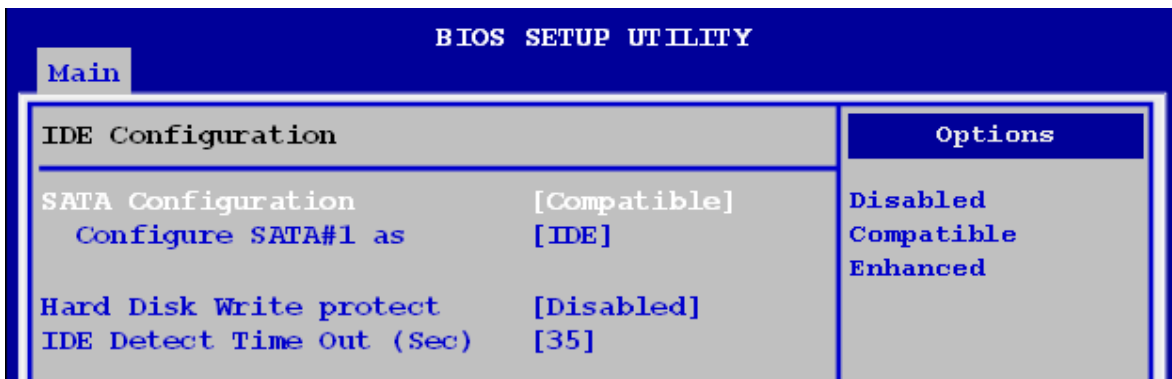 BIOS SETUP UTILITY
Main
IDE Configuration
SATA Configuration [Compatible]
Configure SATA#1 as [IDE]
Hard Disk Write protect [Disabled]
IDE Detect Time Out (Sec) [35]
Options
Disabled
Compatible
Enhanced